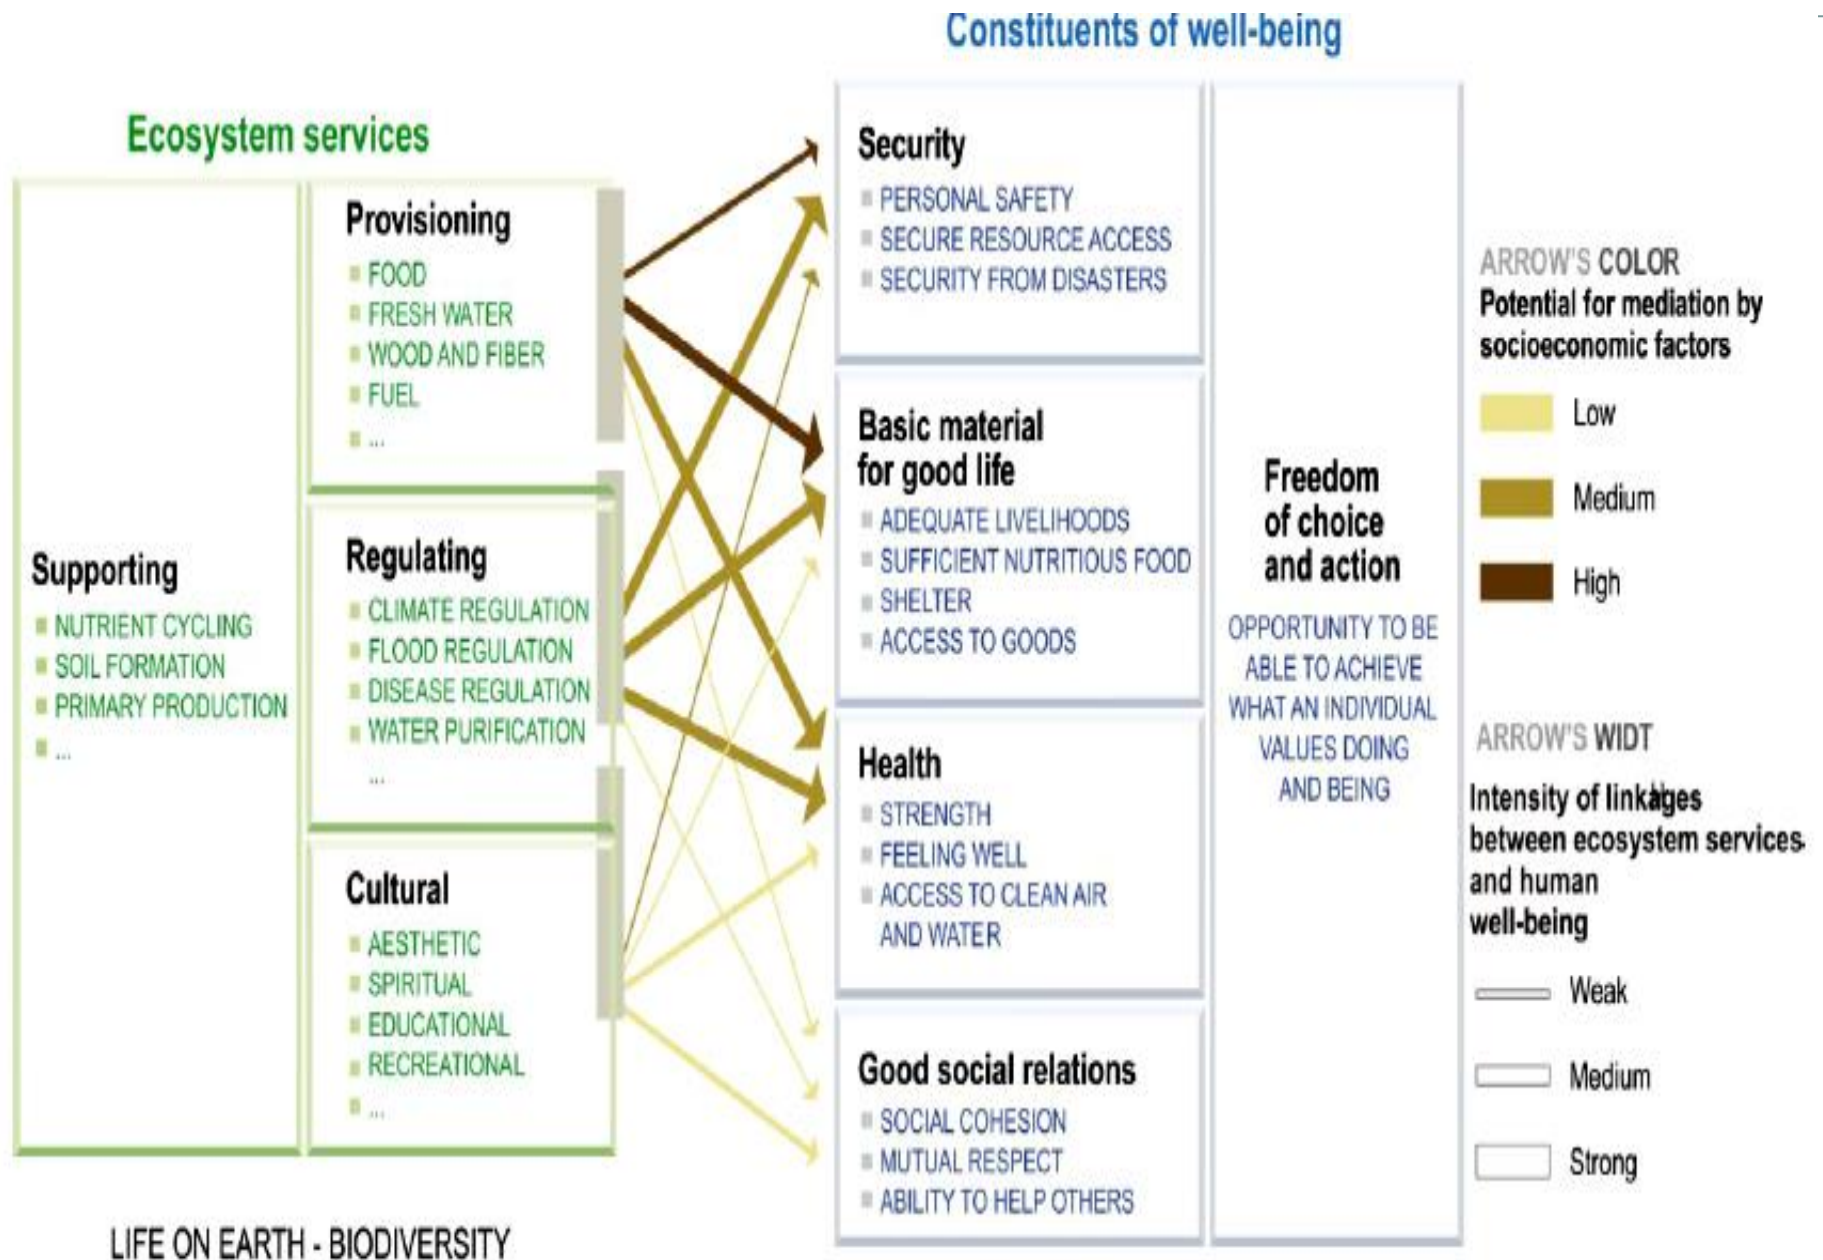 Constituents of well-being
Ecosystem services
Supporting
NUTRIENT CYCLING
SOIL FORMATION
PRIMARY PRODUCTION
...
Provisioning
FOOD
FRESH WATER
WOOD AND FIBER
FUEL
...
Regulating
CLIMATE REGULATION
FLOOD REGULATION
DISEASE REGULATION
WATER PURIFICATION
...
Cultural
AESTHETIC
SPIRITUAL
EDUCATIONAL
RECREATIONAL
...
LIFE ON EARTH - BIODIVERSITY
Security
PERSONAL SAFETY
SECURE RESOURCE ACCESS
SECURITY FROM DISASTERS
Basic material
for good life
ADEQUATE LIVELIHOODS
SUFFICIENT NUTRITIOUS FOOD
SHELTER
ACCESS TO GOODS
Health
STRENGTH
FEELING WELL
ACCESS TO CLEAN AIR
AND WATER
Good social relations
SOCIAL COHESION
MUTUAL RESPECT
ABILITY TO HELP OTHERS
Freedom
of choice
and action
OPPORTUNITY TO BE
ABLE TO ACHIEVE
WHAT AN INDIVIDUAL
VALUES DOING
AND BEING
ARROW'S COLOR
Potential for mediation by
socioeconomic factors
Low
Medium
High
ARROW'S WIDT
H
Intensity of linkages
between ecosystem services
and human
well-being
Weak
Medium
Strong